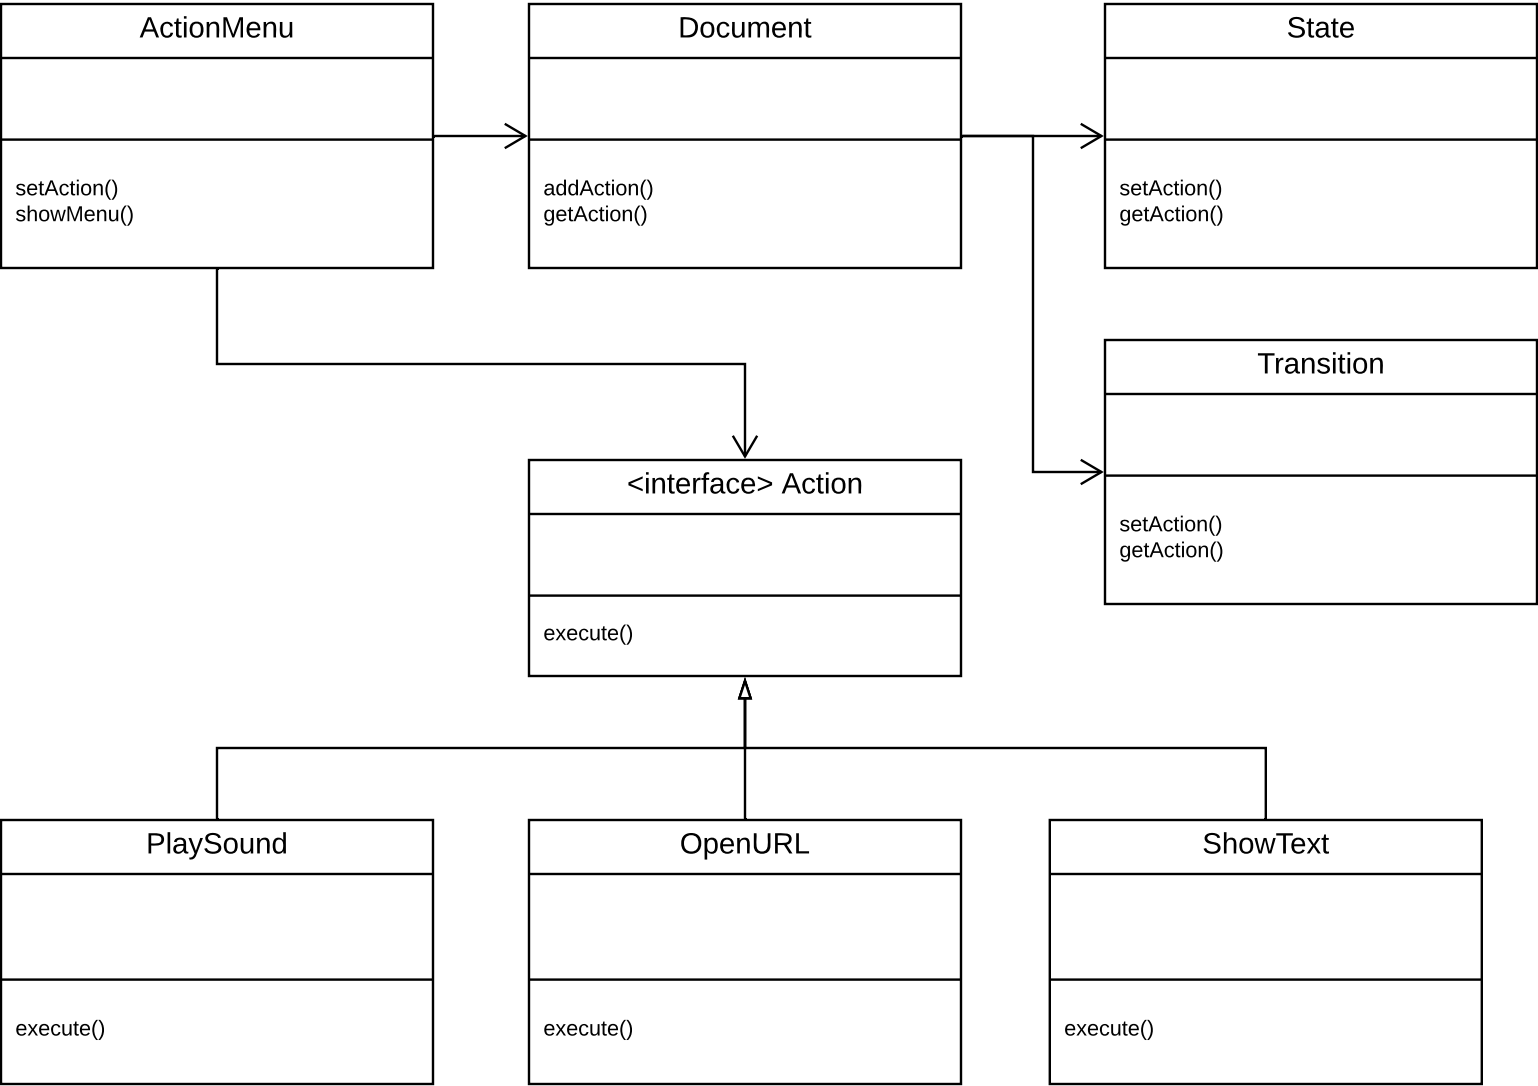 ActionMenu
setAction()
showMenu()
Document
addAction()
getAction()
State
setAction()
getAction()
Transition
setAction()
getAction()
<interface> Action
execute()
PlaySound
execute()
OpenURL
execute()
ShowText
execute()